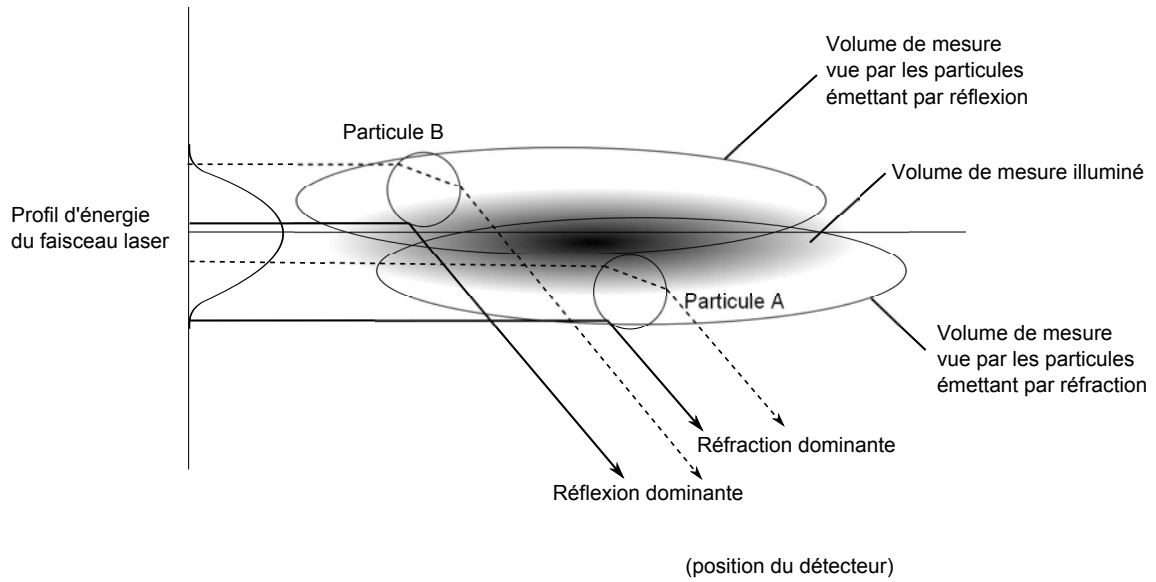 Volume de mesure
vue par les particules
émettant par réflexion
Particule B
Volume de mesure illuminé
Profil d'énergie
du faisceau laser
Particule A
Volume de mesure
vue par les particules
émettant par réfraction
Réfraction dominante
Réflexion dominante
(position du détecteur)